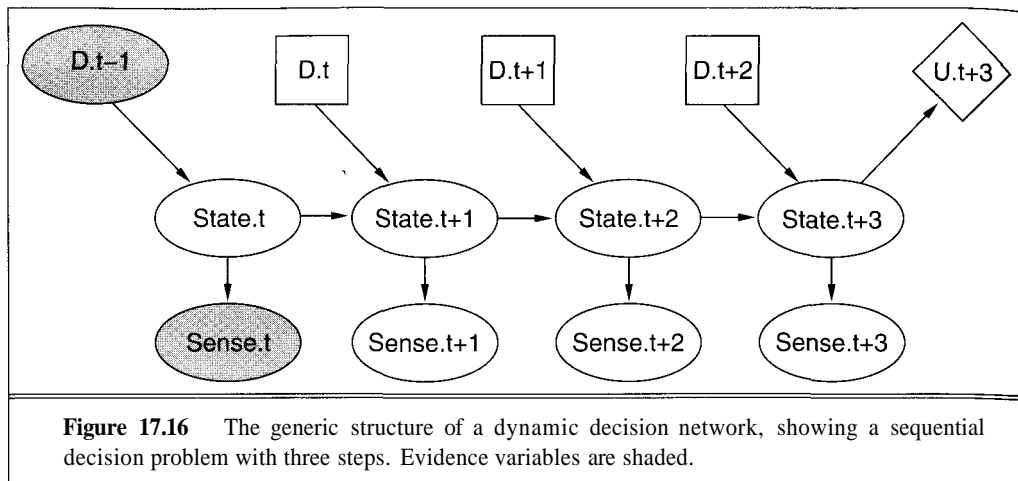 D.t−1
D.t
D.t+1
D.t+2
U.t+3
State.t
State.t+1
State.t+2
State.t+3
Sense.t
Sense.t+1
Sense.t+2
Sense.t+3
Figure 17.16 The generic structure of a dynamic decision network, showing a sequential
decision problem with three steps. Evidence variables are shaded.